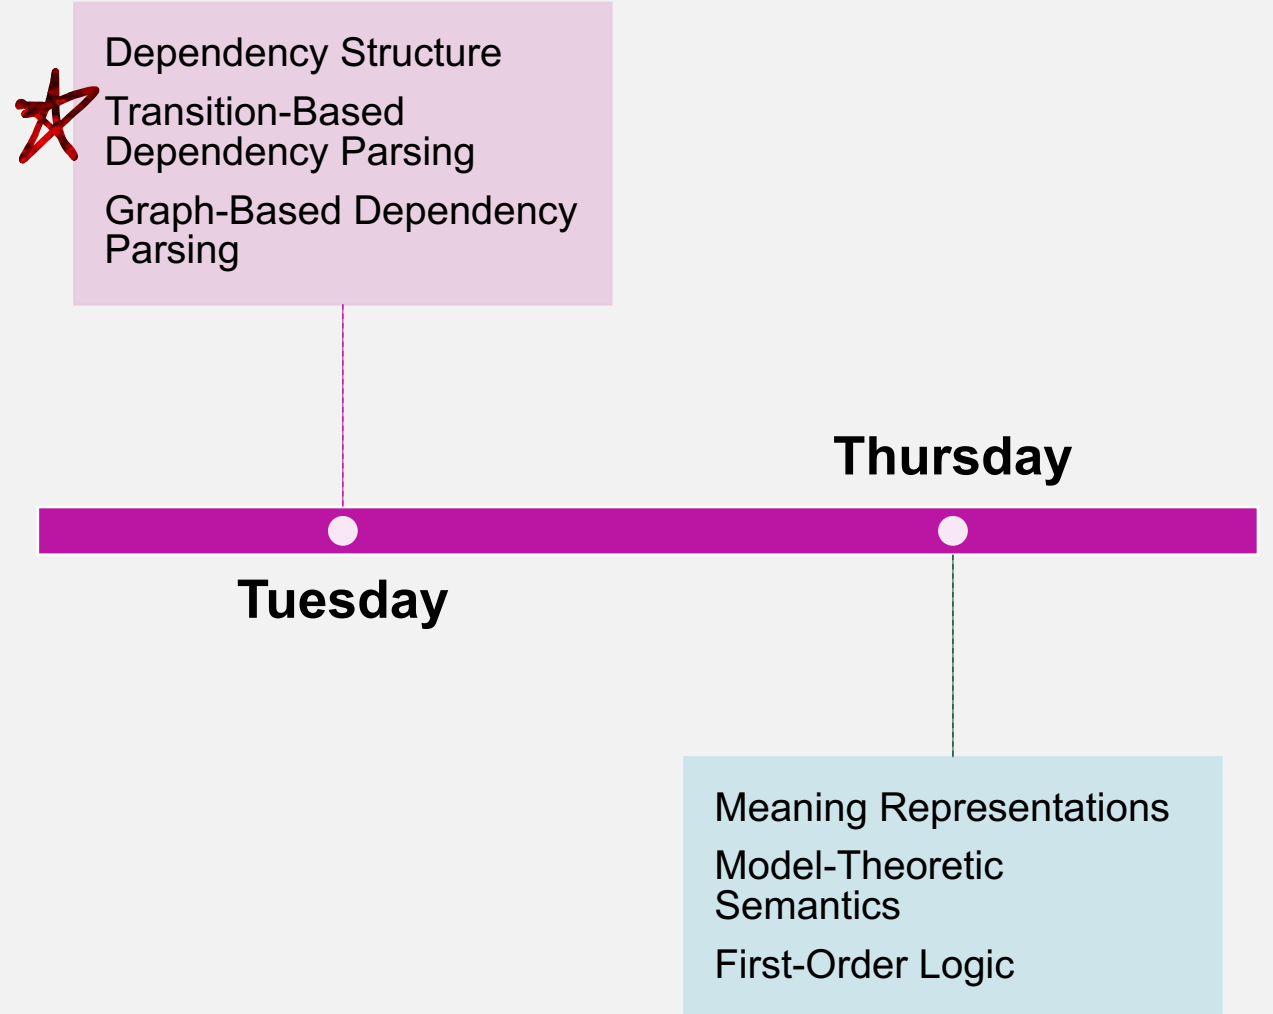 Dependency Structure
Transition-Based
Dependency Parsing
Graph-Based Dependency
Parsing
Thursday
Tuesday
Meaning Representations
Model-Theoretic
Semantics
First-Order Logic